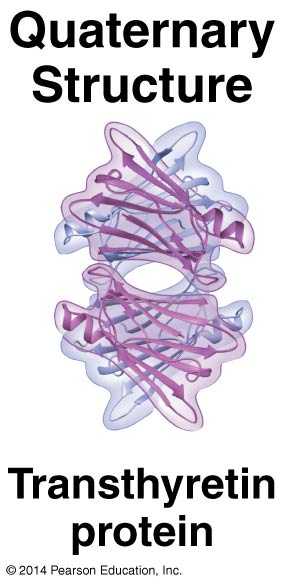 Quaternary
Structure
Transthyretin
protein
© 2014 Pearson Education, Inc.